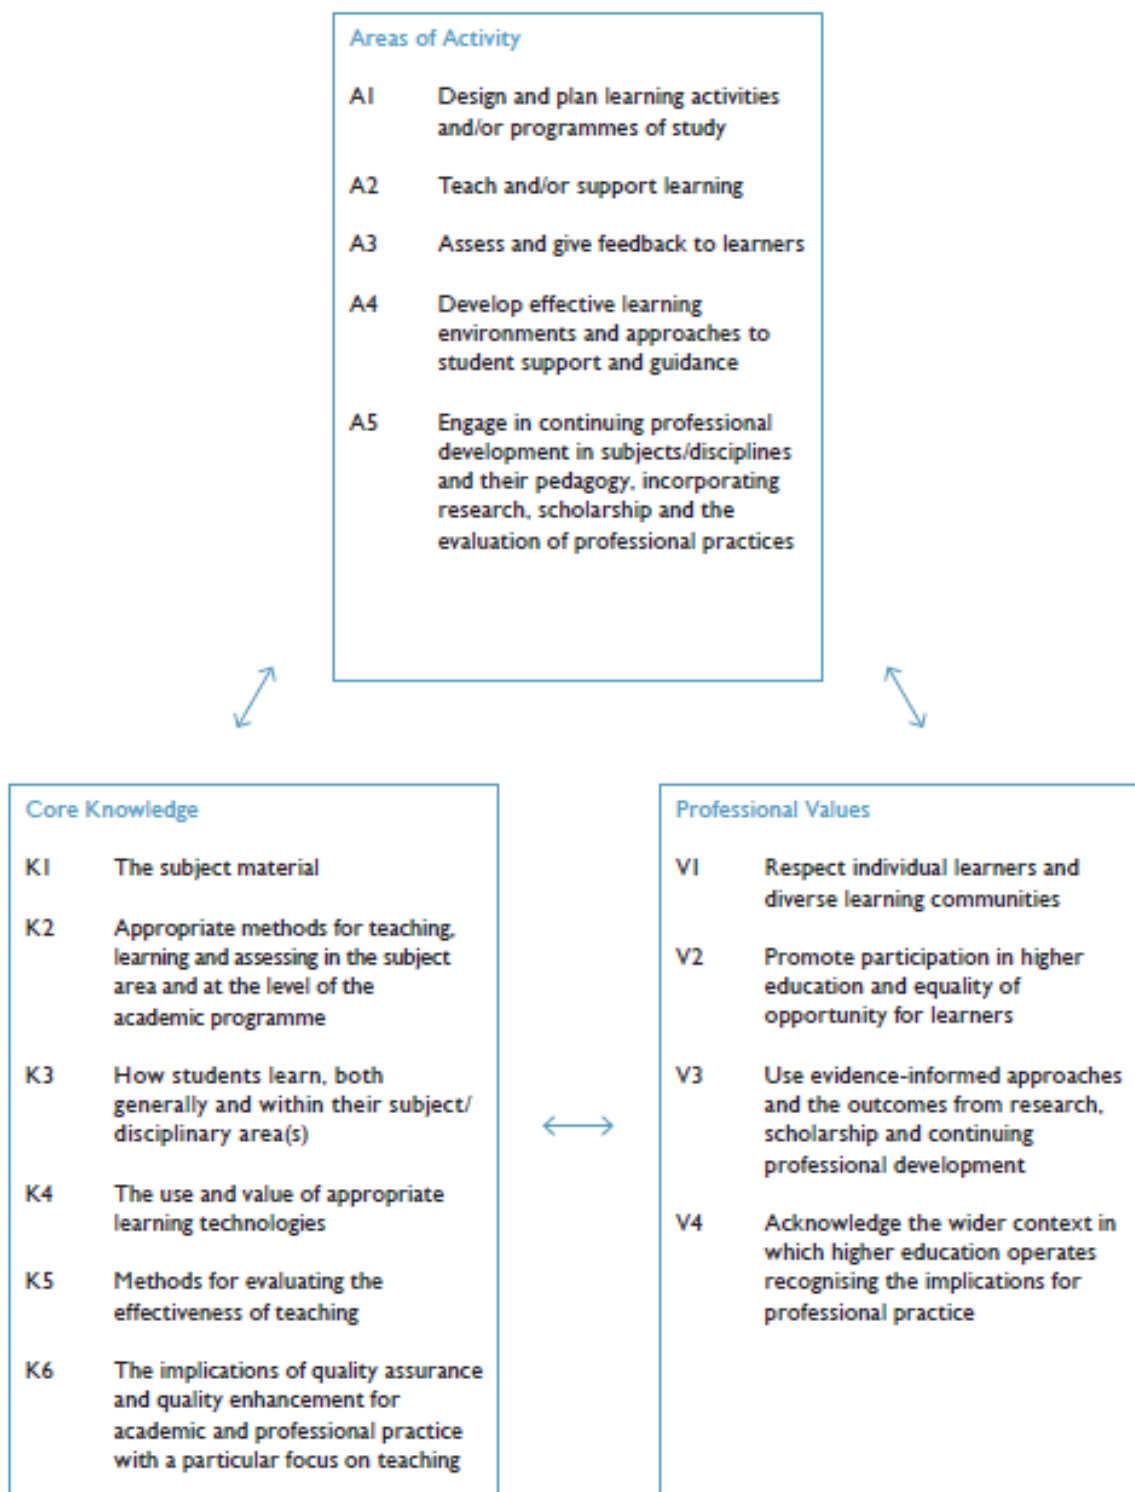 Areas of Activity
A1 Design and plan learning activities
and/or programmes of study
A2 Teach and/or support learning
A3 Assess and give feedback to learners
A4 Develop effective learning
environments and approaches to
student support and guidance
A5 Engage in continuing professional
development in subjects/disciplines
and their pedagogy, incorporating
research, scholarship and the
evaluation of professional practices
Core Knowledge
K1 The subject material
K2 Appropriate methods for teaching,
learning and assessing in the subject
area and at the level of the
academic programme
K3 How students learn, both
generally and within their subject/
disciplinary area(s)
K4 The use and value of appropriate
learning technologies
K5 Methods for evaluating the
effectiveness of teaching
K6 The implications of quality assurance
and quality enhancement for
academic and professional practice
with a particular focus on teaching
Professional Values
V1 Respect individual learners and
diverse learning communities
V2 Promote participation in higher
education and equality of
opportunity for learners
V3 Use evidence-informed approaches
and the outcomes from research,
scholarship and continuing
professional development
V4 Acknowledge the wider context in
which higher education operates
recognising the implications for
professional practice